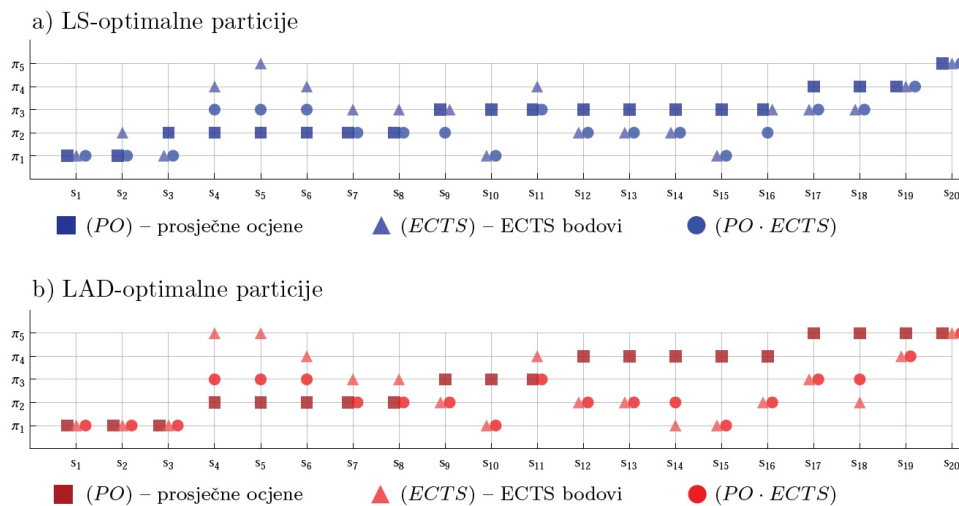 a) LS-optimalne particije
π₅
π₄
π₃
π₂
π₁
s₁ s₂ s₃ s₄ s₅ s₆ s₇ s₈ s₉ s₁₀ s₁₁ s₁₂ s₁₃ s₁₄ s₁₅ s₁₆ s₁₇ s₁₈ s₁₉ s₂₀
(PO) – prosječne ocjene (ECTS) – ECTS bodovi (PO · ECTS)
b) LAD-optimalne particije
π₅
π₄
π₃
π₂
π₁
s₁ s₂ s₃ s₄ s₅ s₆ s₇ s₈ s₉ s₁₀ s₁₁ s₁₂ s₁₃ s₁₄ s₁₅ s₁₆ s₁₇ s₁₈ s₁₉ s₂₀
(PO) – prosječne ocjene (ECTS) – ECTS bodovi (PO · ECTS)